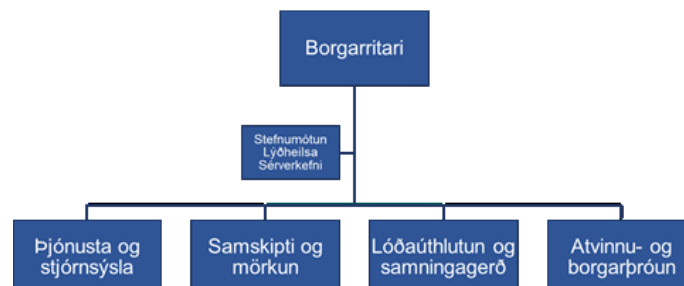 Borgarritari
Stefnumótun
Lýðheilsa
Sérverkefni
Þjónusta og
stjórnsýsla
Samskipti og
mörkun
Lóðaúthlutun og
samningagerð
Atvinnu- og
borgarþróun